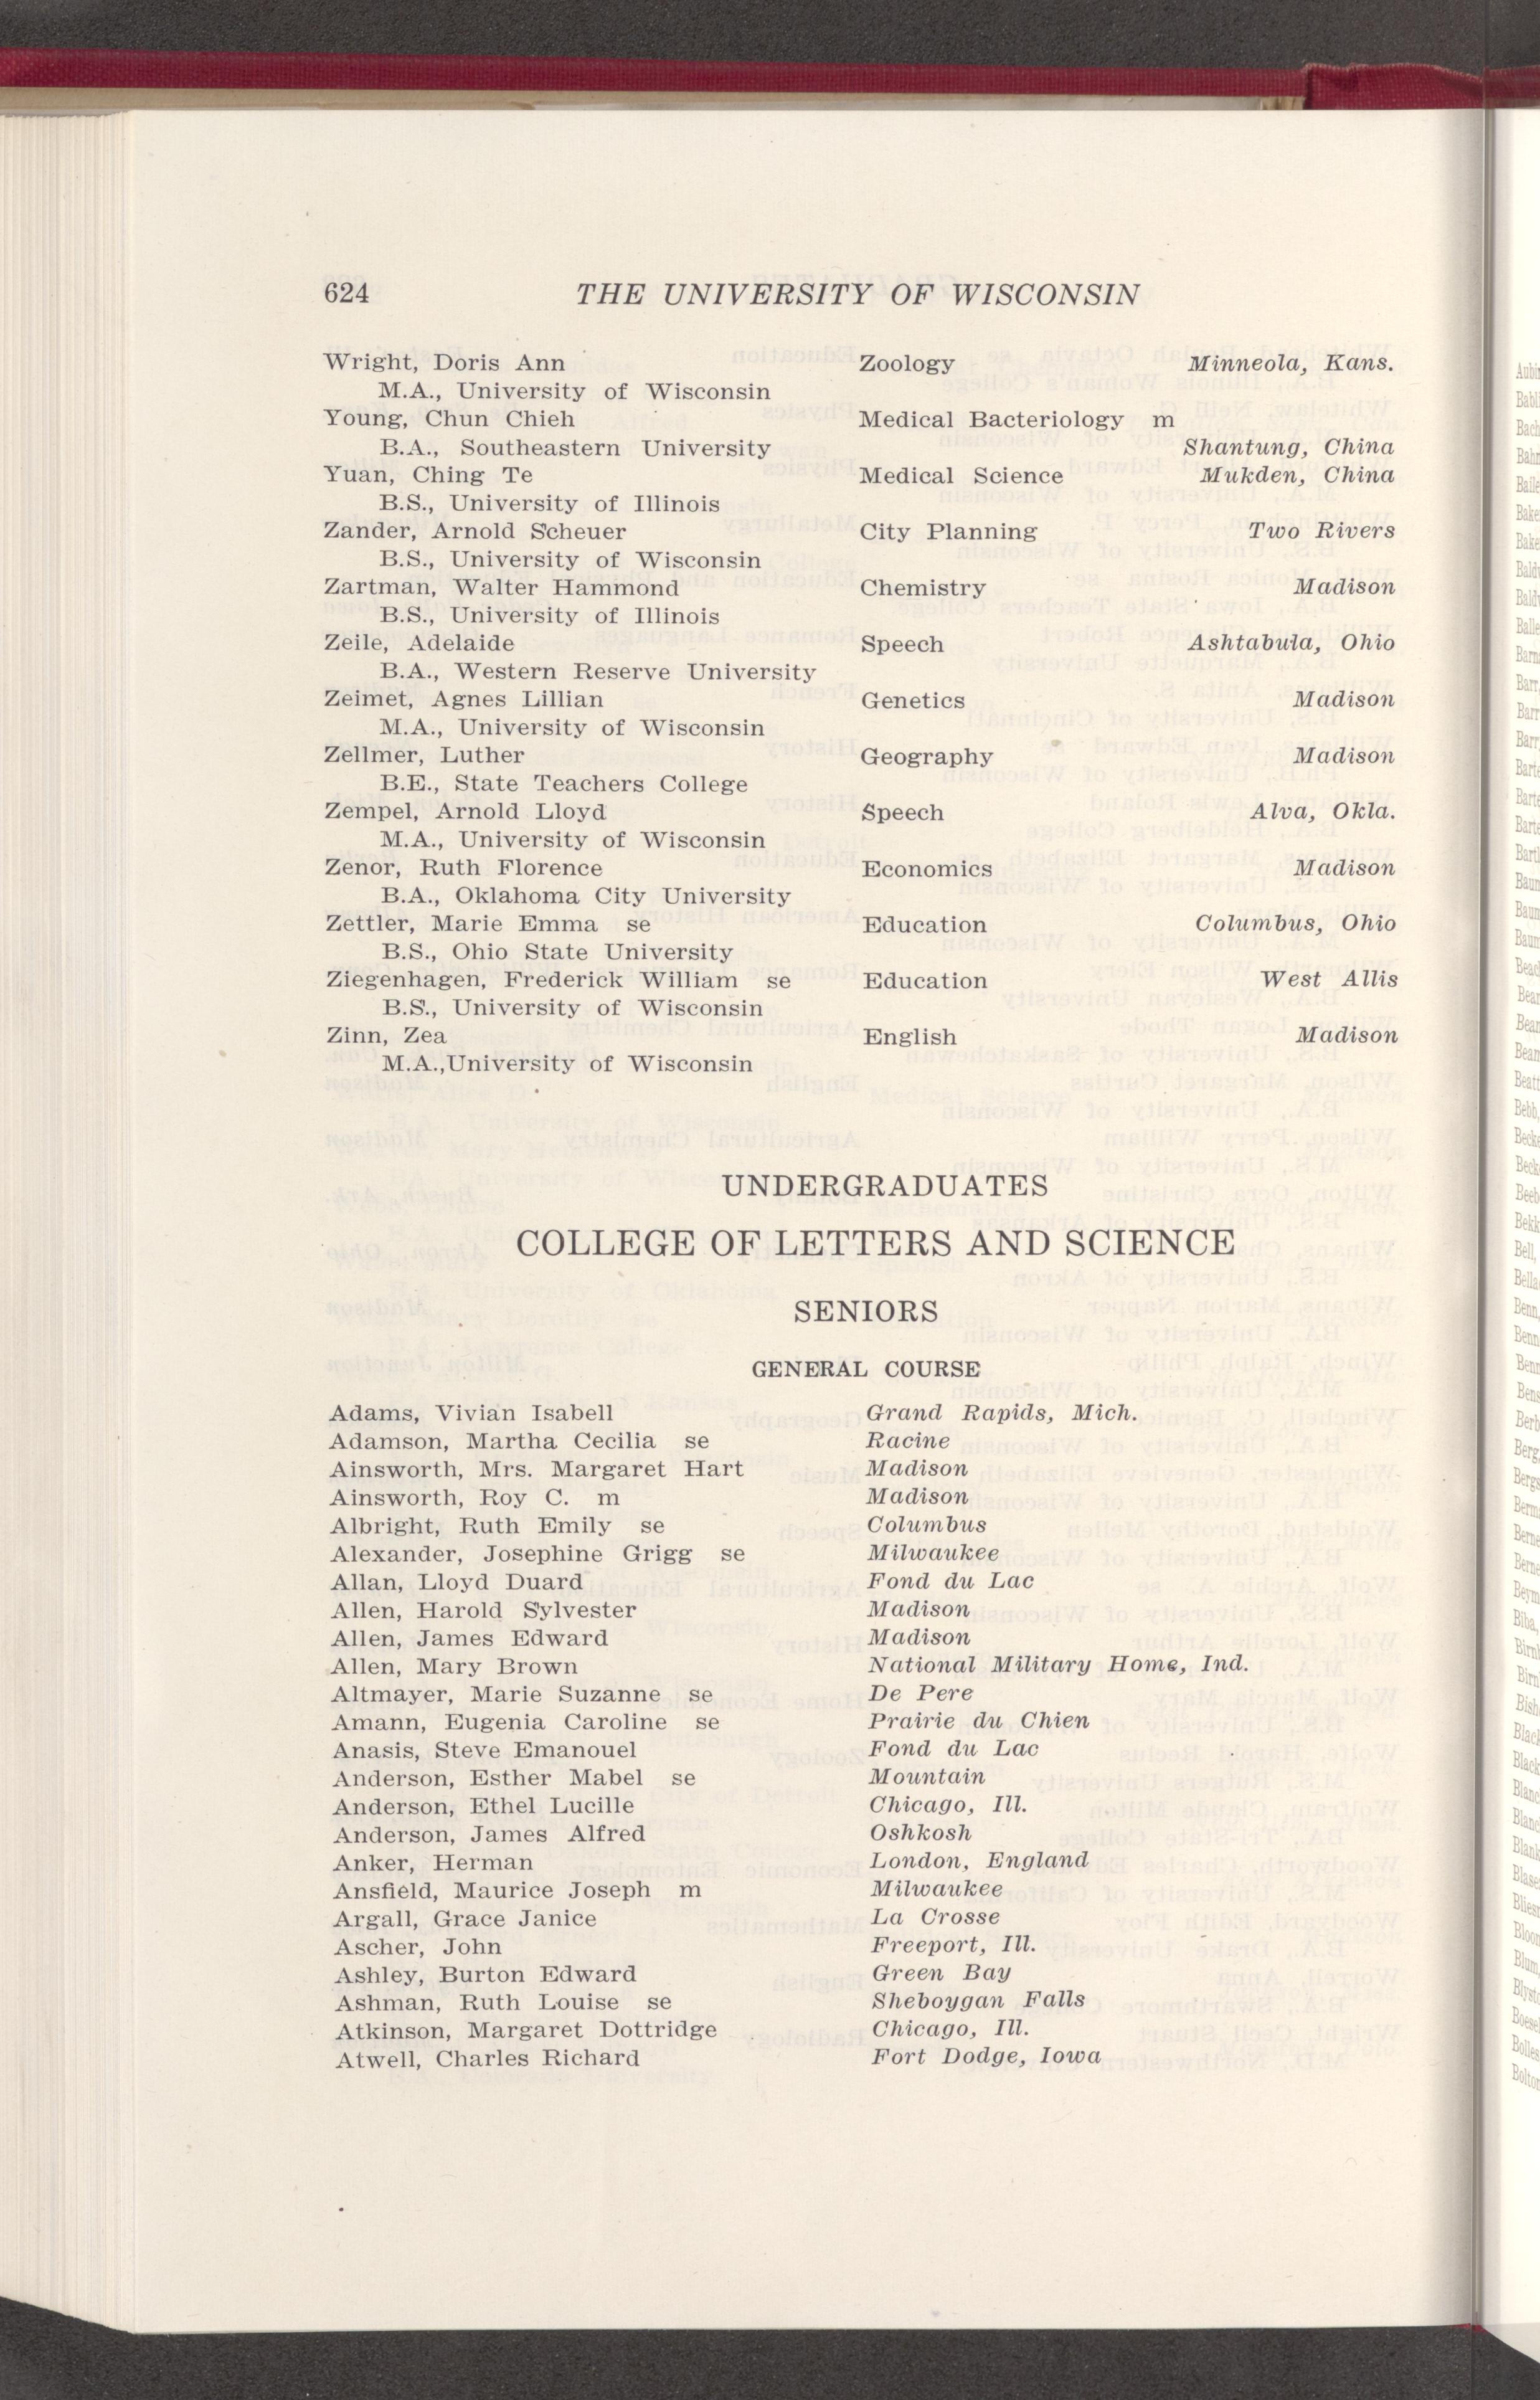 624 THE UNIVERSITY OF WISCONSIN
Wright, Doris Ann Zoology Minneola, Kans.
M.A., University of Wisconsin
Young, Chun Chieh Medical Bacteriology m
B.A., Southeastern University Shantung, China
Yuan, Ching Te Medical Science Mukden, China
B.S., University of Illinois
Zander, Arnold Scheuer City Planning Two Rivers
B.S., University of Wisconsin
Zartman, Walter Hammond Chemistry Madison
B.S., University of Illinois
Zeile, Adelaide Speech Ashtabula, Ohio
B.A., Western Reserve University
Zeimet, Agnes Lillian Genetics Madison
M.A., University of Wisconsin
Zellmer, Luther Geography Madison
B.E., State Teachers College
Zempel, Arnold Lloyd Speech Alva, Okla.
M.A., University of Wisconsin
Zenor, Ruth Florence Economics Madison
B.A., Oklahoma City University
Zettler, Marie Emma se Education Columbus, Ohio
B.S., Ohio State University
Ziegenhagen, Frederick William se Education West Allis
B.S., University of Wisconsin
Zinn, Zea English Madison
M.A.,University of Wisconsin
UNDERGRADUATES
COLLEGE OF LETTERS AND SCIENCE
SENIORS
GENERAL COURSE
Adams, Vivian Isabell Grand Rapids, Mich.
Adamson, Martha Cecilia se Racine
Ainsworth, Mrs. Margaret Hart Madison
Ainsworth, Roy C. m Madison
Albright, Ruth Emily se Columbus
Alexander, Josephine Grigg se Milwaukee
Allan, Lloyd Duard Fond du Lac
Allen, Harold Sylvester Madison
Allen, James Edward Madison
Allen, Mary Brown National Military Home, Ind.
Altmayer, Marie Suzanne se De Pere
Amann, Eugenia Caroline se Prairie du Chien
Anasis, Steve Emanouel Fond du Lac
Anderson, Esther Mabel se Mountain
Anderson, Ethel Lucille Chicago, Ill.
Anderson, James Alfred Oshkosh
Anker, Herman London, England
Ansfield, Maurice Joseph m Milwaukee
Argall, Grace Janice La Crosse
Ascher, John Freeport, Ill.
Ashley, Burton Edward Green Bay
Ashman, Ruth Louise se Sheboygan Falls
Atkinson, Margaret Dottridge Chicago, Ill.
Atwell, Charles Richard Fort Dodge, Iowa